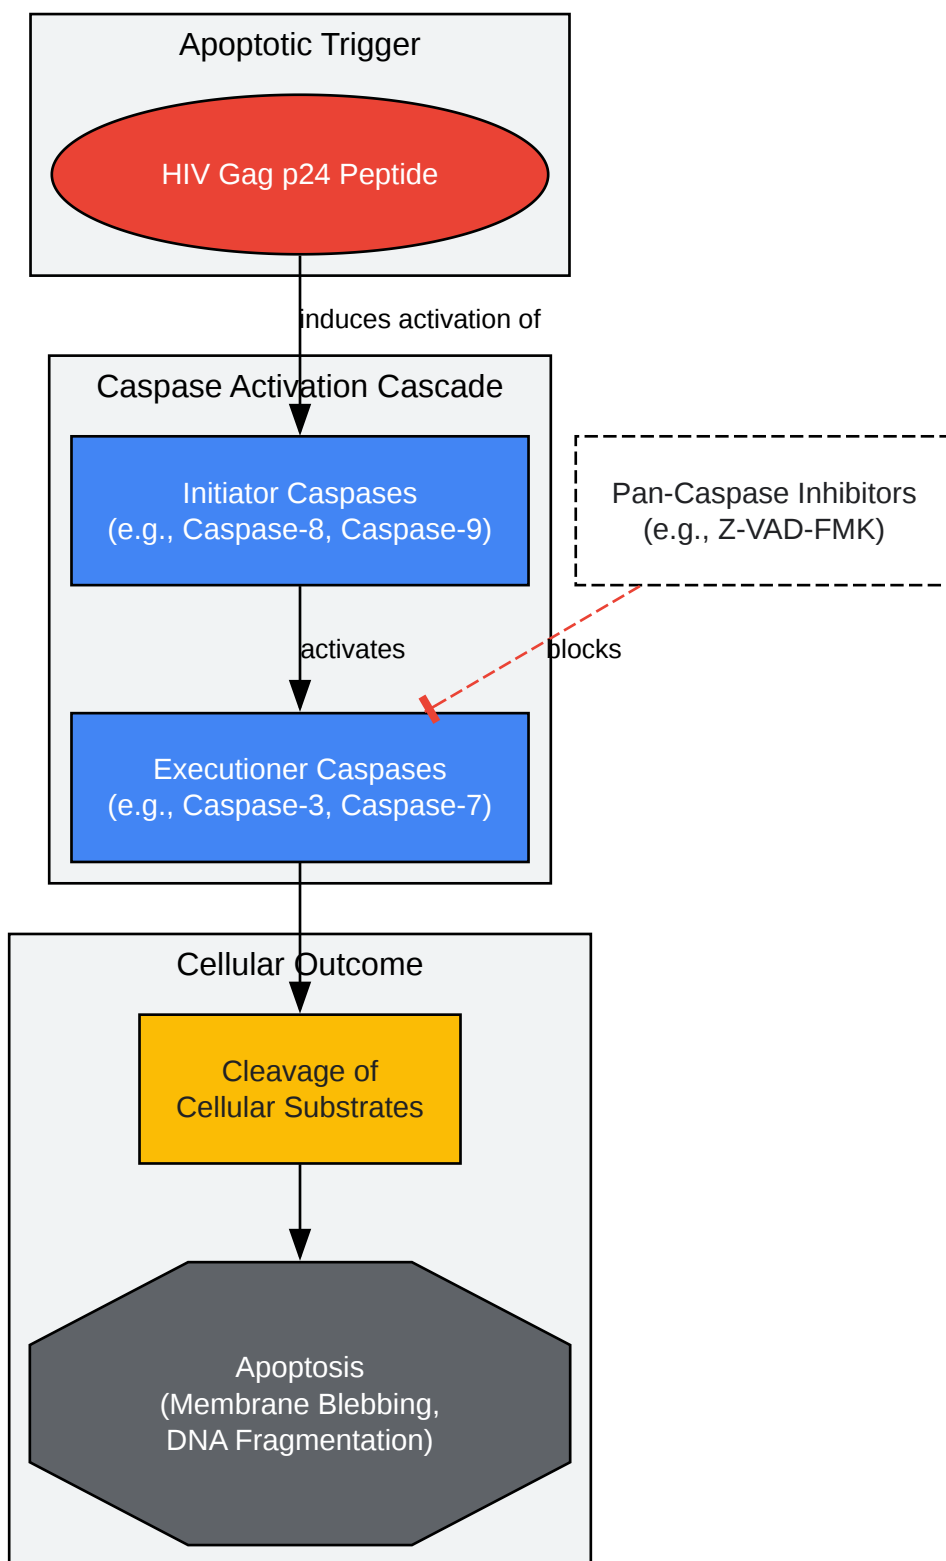 Apoptotic Trigger
HIV Gag p24 Peptide
induces activation of
Caspase Activation Cascade
Initiator Caspases
(e.g., Caspase-8, Caspase-9)
Pan-Caspase Inhibitors
(e.g., Z-VAD-FMK)
activates
blocks
Executioner Caspases
(e.g., Caspase-3, Caspase-7)
Cellular Outcome
Cleavage of
Cellular Substrates
Apoptosis
(Membrane Blebbing,
DNA Fragmentation)